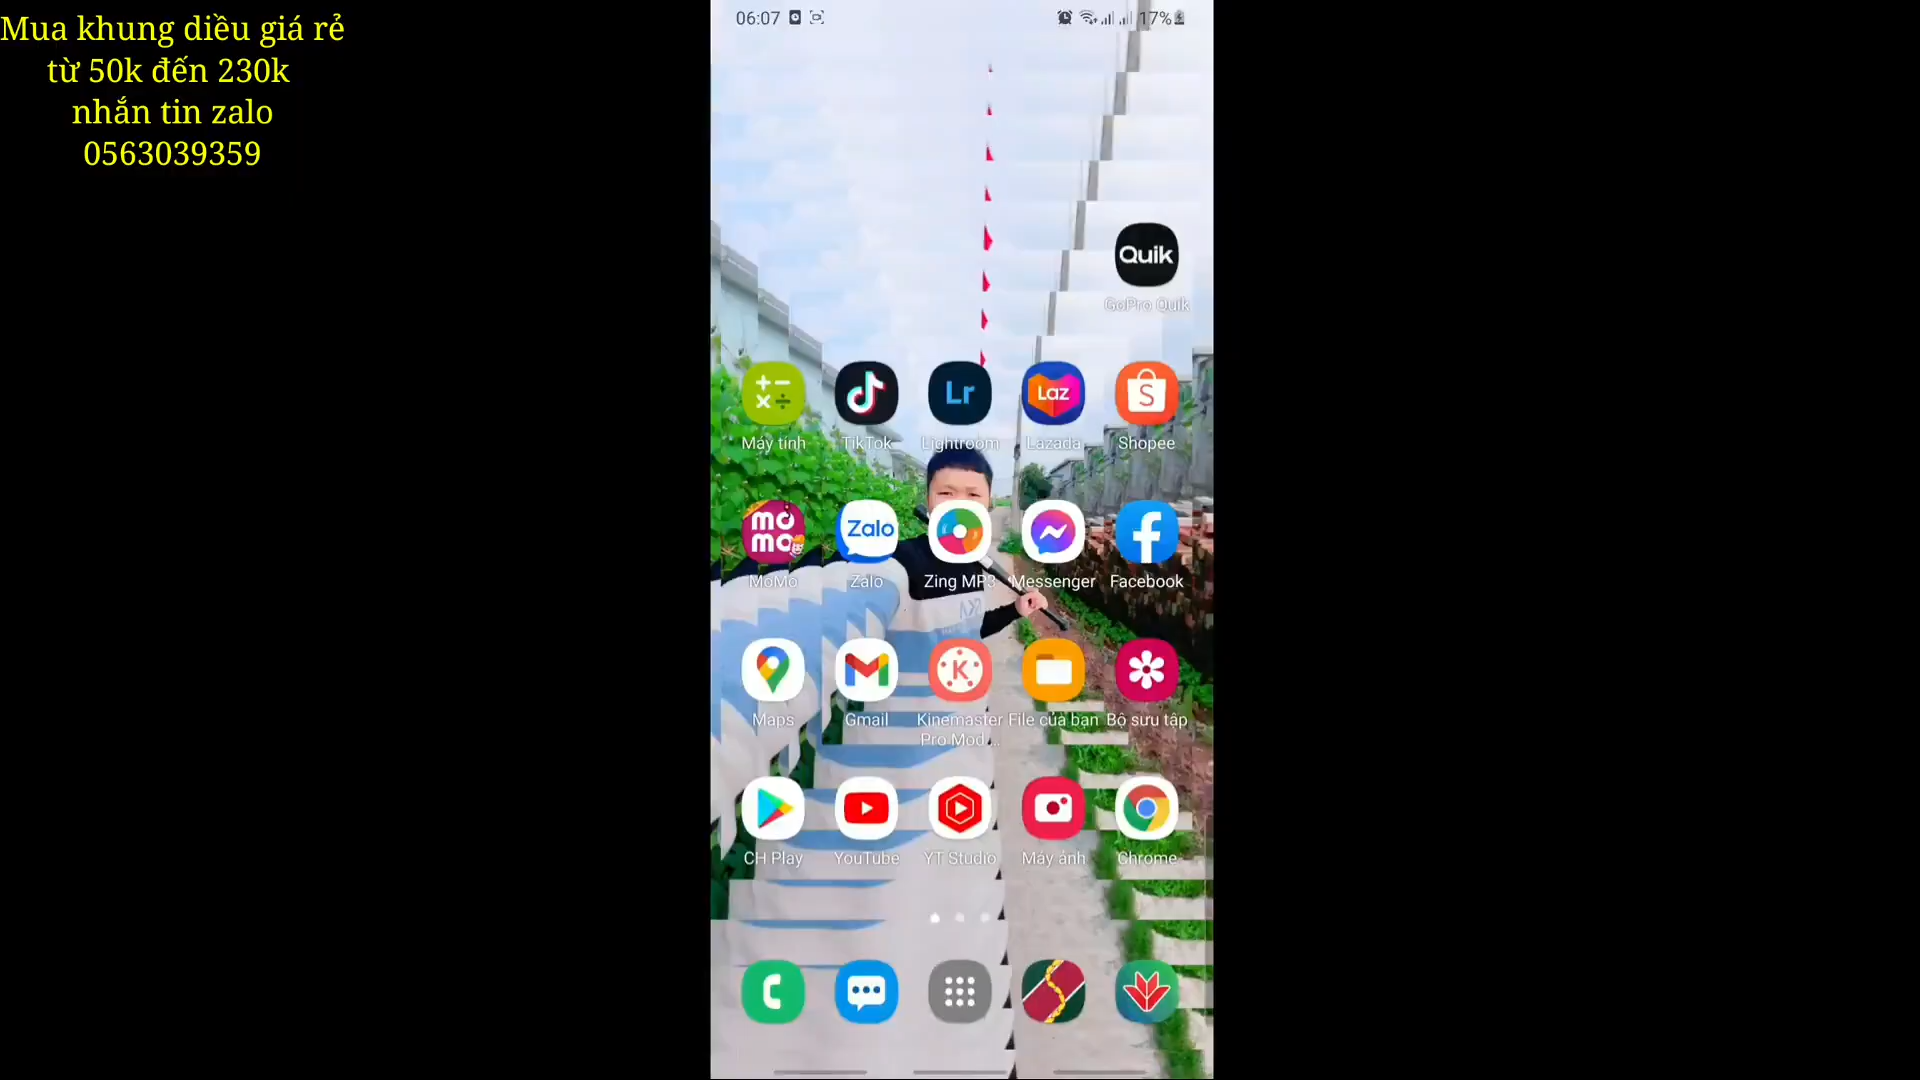 Mua khung diều giá rẻ
từ 50k đến 230k
nhắn tin zalo
0563039359
06:07
17%
Quik
GoPro Quik
Lr
Laz
S
Máy tính
TikTok
Lightroom
Lazada
Shopee
mo
mo
Zalo
MoMo
Zalo
Zing MP3
Messenger
Facebook
K
Maps
Gmail
Kinemaster
Pro Mod ...
File của bạn
Bộ sưu tập
CH Play
YouTube
YT Studio
Máy ảnh
Chrome